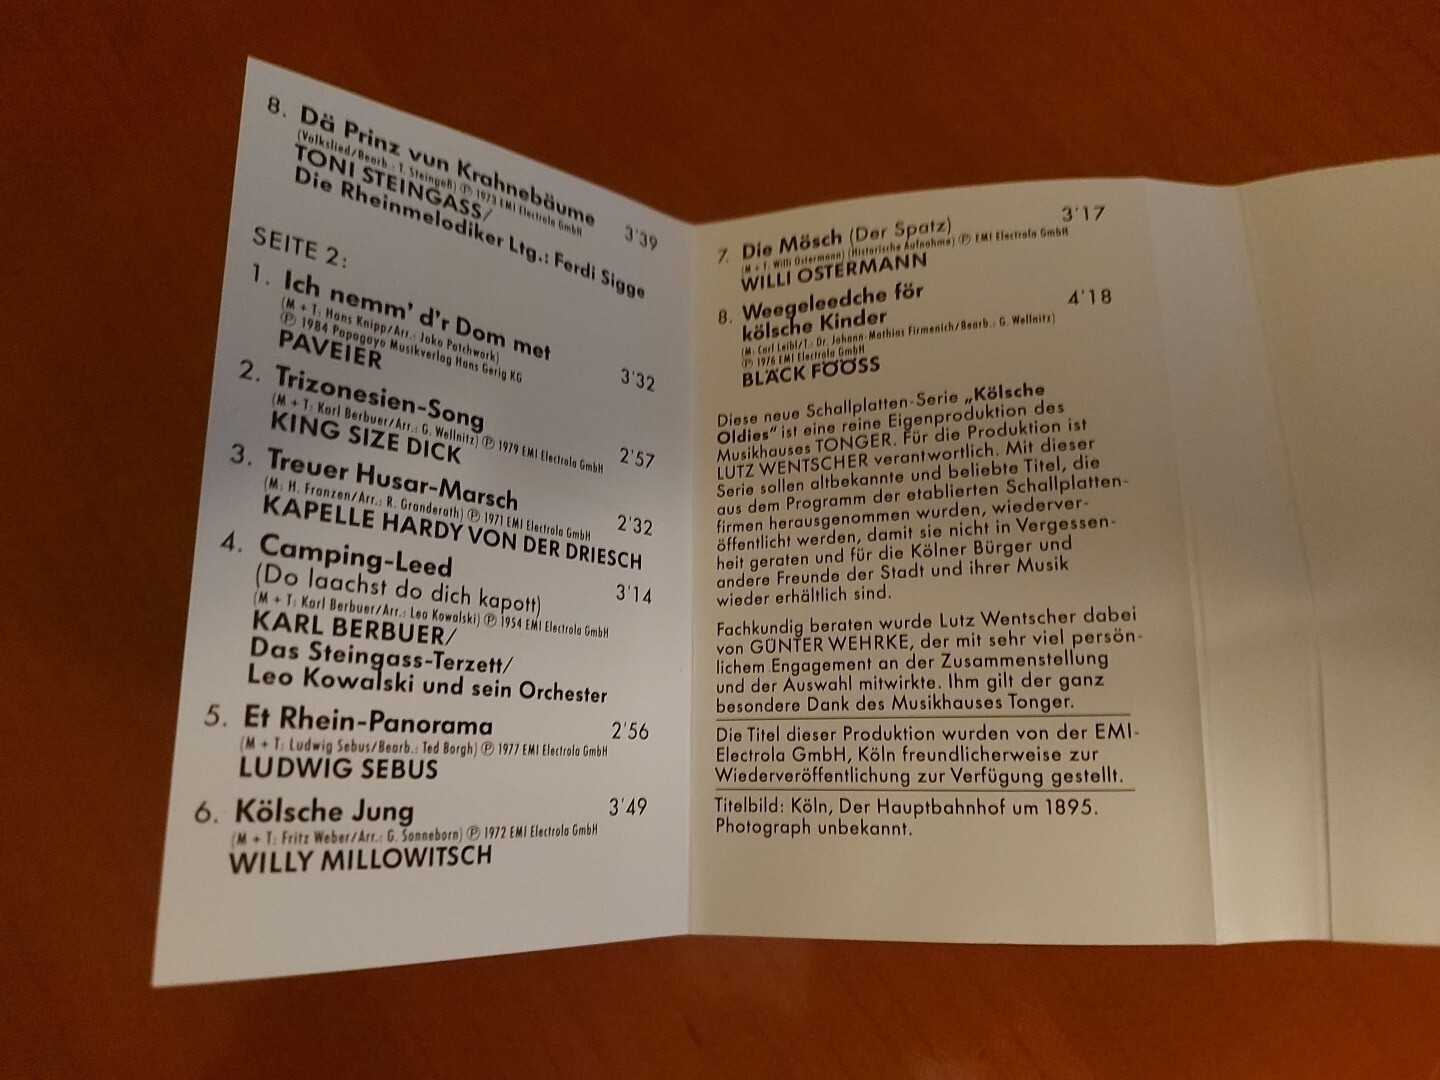 8. Dä Prinz vun Krahnebäume 3'39
(Volkslied/Bearb.: T. Steingaß) ℗ 1973 EMI Electrola GmbH
TONI STEINGASS/
Die Rheinmelodiker Ltg.: Ferdi Sigge
SEITE 2:
1. Ich nemm' d'r Dom met 3'32
(M + T: Hans Knipp/Arr.: Joko Patchwork)
℗ 1984 Papagayo Musikverlag Hans Gerig KG
PAVEIER
2. Trizonesien-Song 2'57
(M + T: Karl Berbuer/Arr.: G. Wellnitz) ℗ 1979 EMI Electrola GmbH
KING SIZE DICK
3. Treuer Husar-Marsch 2'32
(M: H. Franzen/Arr.: R. Granderath) ℗ 1971 EMI Electrola GmbH
KAPELLE HARDY VON DER DRIESCH
4. Camping-Leed 3'14
(Do laachst do dich kapott)
(M + T: Karl Berbuer/Arr.: Leo Kowalski) ℗ 1954 EMI Electrola GmbH
KARL BERBUER/
Das Steingass-Terzett/
Leo Kowalski und sein Orchester
5. Et Rhein-Panorama 2'56
(M + T: Ludwig Sebus/Bearb.: Ted Borgh) ℗ 1977 EMI Electrola GmbH
LUDWIG SEBUS
6. Kölsche Jung 3'49
(M + T: Fritz Weber/Arr.: G. Sonneborn) ℗ 1972 EMI Electrola GmbH
WILLY MILLOWITSCH
7. Die Mösch (Der Spatz) 3'17
(M + T: Willi Ostermann) (Historische Aufnahme) ℗ EMI Electrola GmbH
WILLI OSTERMANN
8. Weegeleedche för 4'18
kölsche Kinder
(M: Carl Leibl/T.: Dr. Johann-Mathias Firmenich/Bearb.: G. Wellnitz)
℗ 1976 EMI Electrola GmbH
BLÄCK FÖÖSS
Diese neue Schallplatten-Serie „Kölsche
Oldies" ist eine reine Eigenproduktion des
Musikhauses TONGER. Für die Produktion ist
LUTZ WENTSCHER verantwortlich. Mit dieser
Serie sollen altbekannte und beliebte Titel, die
aus dem Programm der etablierten Schallplatten-
firmen herausgenommen wurden, wiederver-
öffentlicht werden, damit sie nicht in Vergessen-
heit geraten und für die Kölner Bürger und
andere Freunde der Stadt und ihrer Musik
wieder erhältlich sind.
Fachkundig beraten wurde Lutz Wentscher dabei
von GÜNTER WEHRKE, der mit sehr viel persön-
lichem Engagement an der Zusammenstellung
und der Auswahl mitwirkte. Ihm gilt der ganz
besondere Dank des Musikhauses Tonger.
Die Titel dieser Produktion wurden von der EMI-
Electrola GmbH, Köln freundlicherweise zur
Wiederveröffentlichung zur Verfügung gestellt.
Titelbild: Köln, Der Hauptbahnhof um 1895.
Photograph unbekannt.